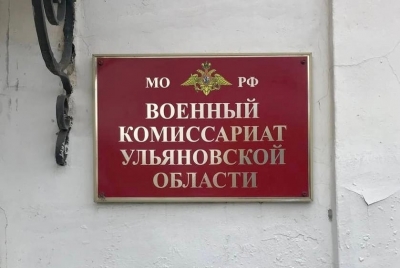 МО РФ
ВОЕННЫЙ
КОМИССАРИАТ
УЛЬЯНОВСКОЙ
ОБЛАСТИ